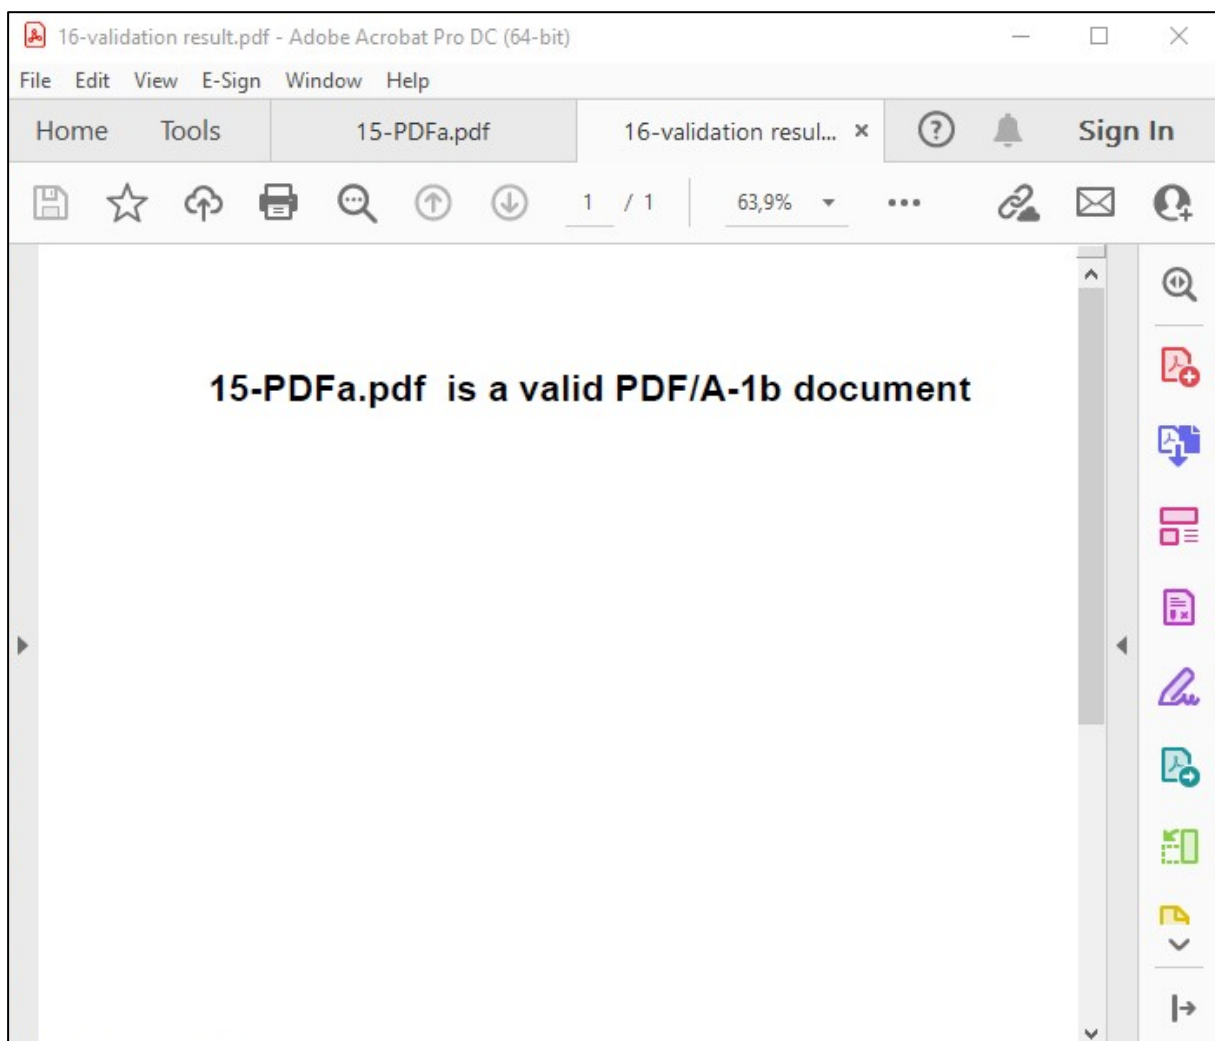 16-validation result.pdf - Adobe Acrobat Pro DC (64-bit)
File Edit View E-Sign Window Help
Home Tools 15-PDFa.pdf 16-validation resul... × Sign In
1 / 1 63,9%
15-PDFa.pdf is a valid PDF/A-1b document